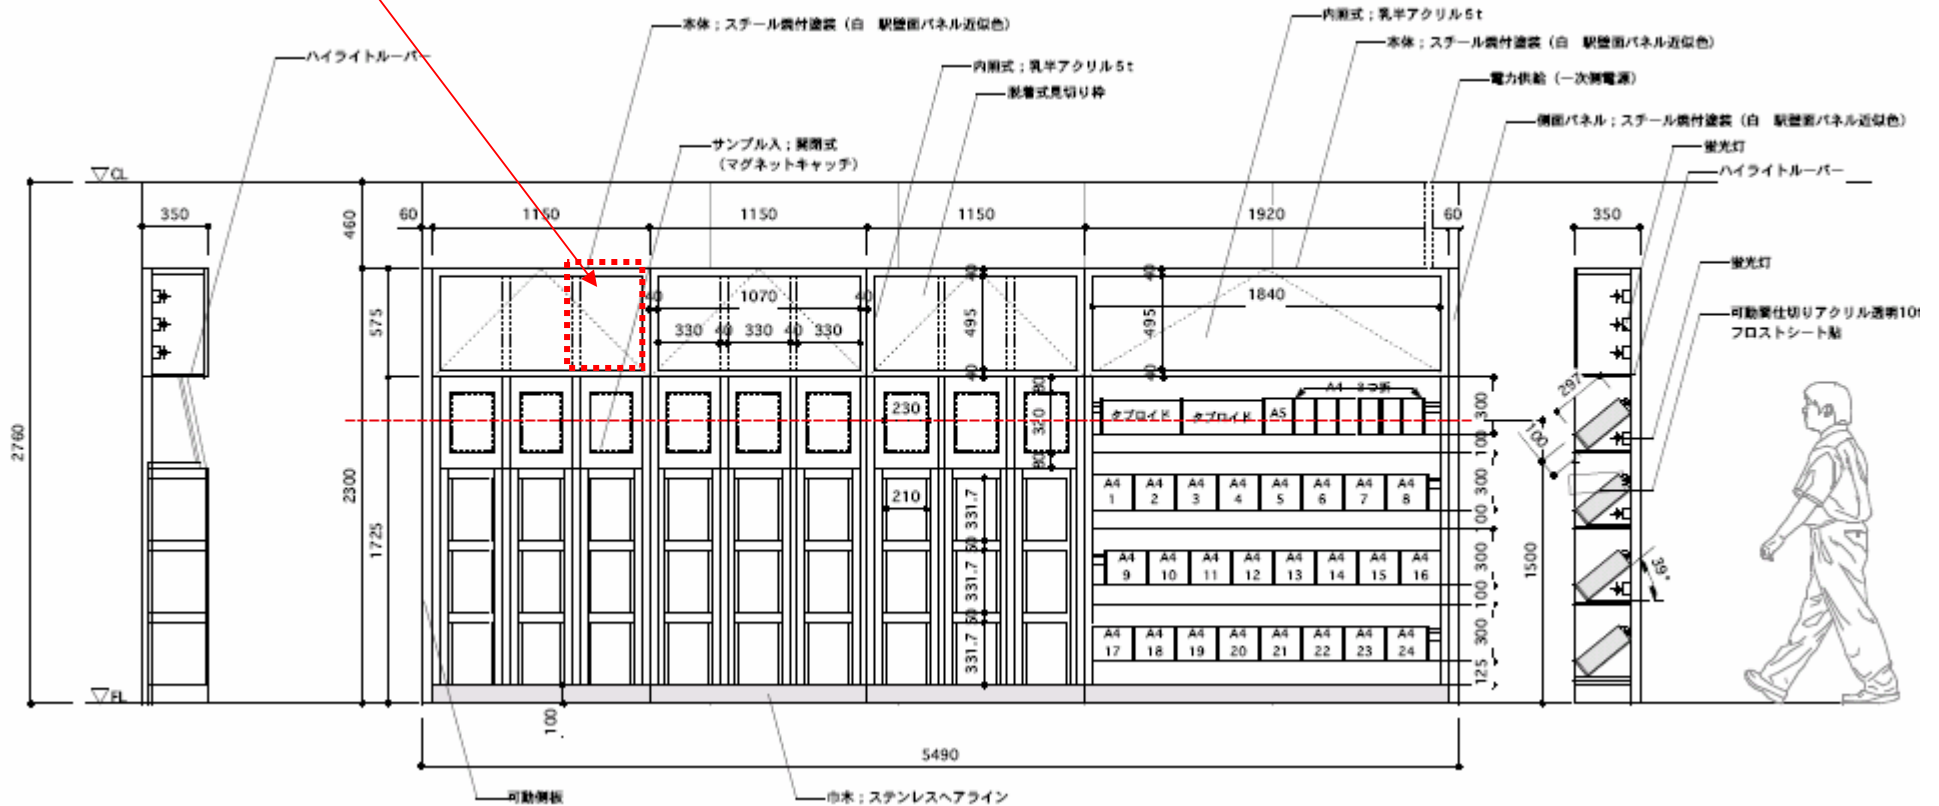 本体；スチール焼付塗装（白　駅壁面パネル近似色）
内照式；乳半アクリル5t
ハイライトルーバー
本体；スチール焼付塗装（白　駅壁面パネル近似色）
内照式；乳半アクリル5t
電力供給（一次側電源）
脱着式見切り枠
側面パネル；スチール焼付塗装（白　駅壁面パネル近似色）
サンプル入；開閉式
（マグネットキャッチ）
蛍光灯
ハイライトルーバー
CL
350
460
60
1150
1150
1150
1920
60
350
蛍光灯
40
1070
40
40
40
1840
575
330 40 330 40 330
495
495
可動間仕切りアクリル透明10t
フロストシート貼
40
40
80
A4 3つ折
297
230
320
タブロイド
タブロイド
A5
300
100
100
2760
80
2300
210
331.7
A4 A4 A4 A4 A4 A4 A4 A4
1 2 3 4 5 6 7 8
300
100
1725
50
331.7
100
A4 A4 A4 A4 A4 A4 A4 A4
9 10 11 12 13 14 15 16
300
100
1500
39°
50
331.7
100
A4 A4 A4 A4 A4 A4 A4 A4
17 18 19 20 21 22 23 24
300
125
FL
100
5490
可動側板
巾木；ステンレスヘアライン